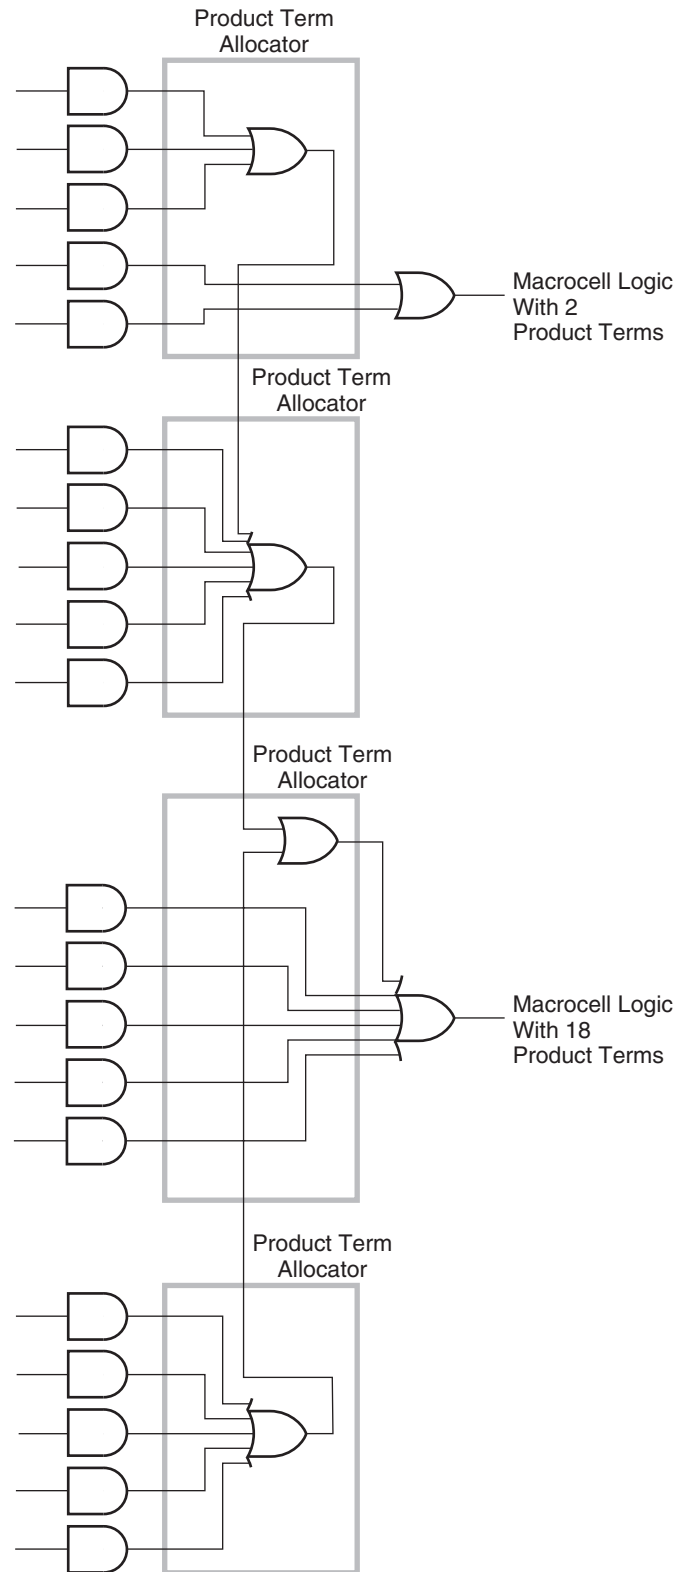 Product Term
Allocator
Macrocell Logic
With 2
Product Terms
Product Term
Allocator
Product Term
Allocator
Macrocell Logic
With 18
Product Terms
Product Term
Allocator